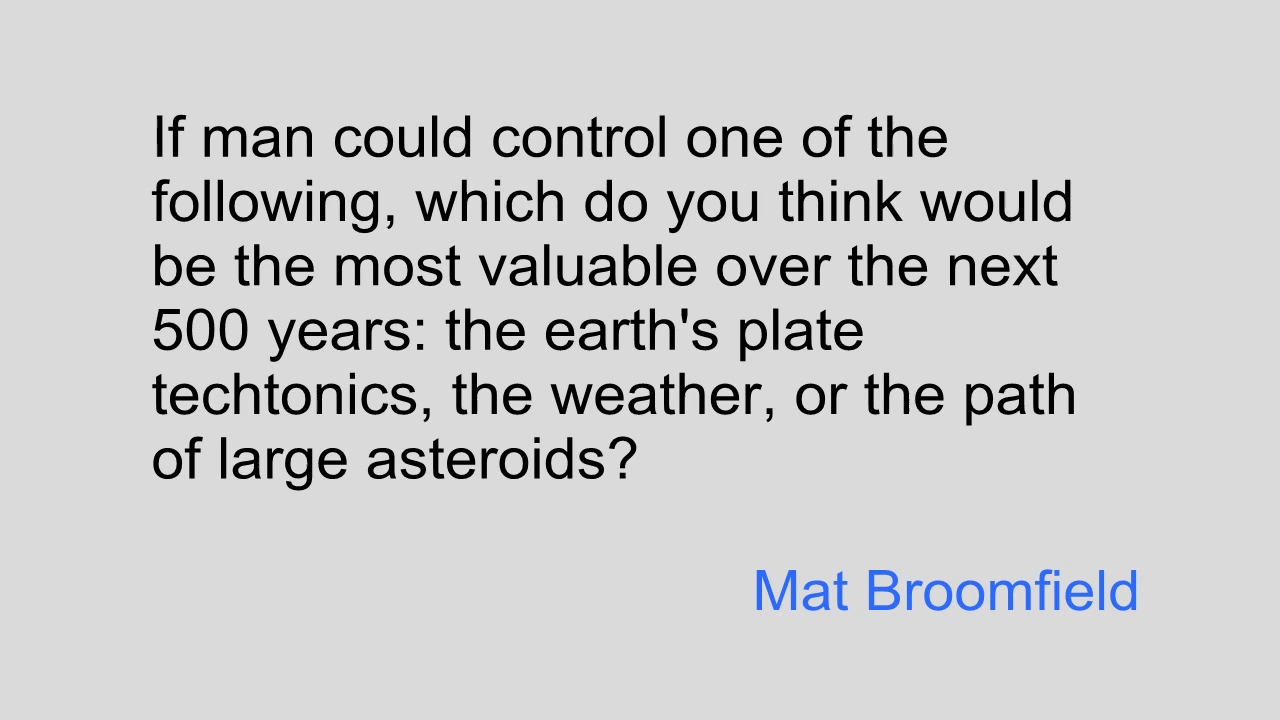 If man could control one of the
following, which do you think would
be the most valuable over the next
500 years: the earth's plate
techtonics, the weather, or the path
of large asteroids?
Mat Broomfield